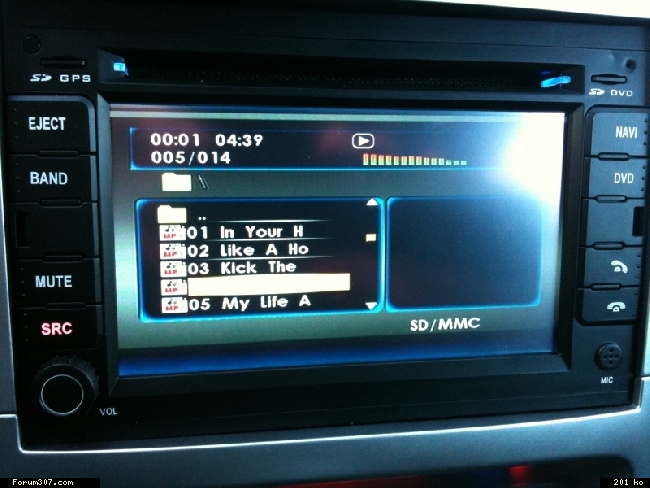 SD GPS
SD DVD
EJECT
BAND
MUTE
SRC
VOL
00:01 04:39
005/014
\
..
01 In Your H
02 Like A Ho
03 Kick The
05 My Life A
SD/MMC
NAVI
DVD
MIC
Forum307.com
201 ko